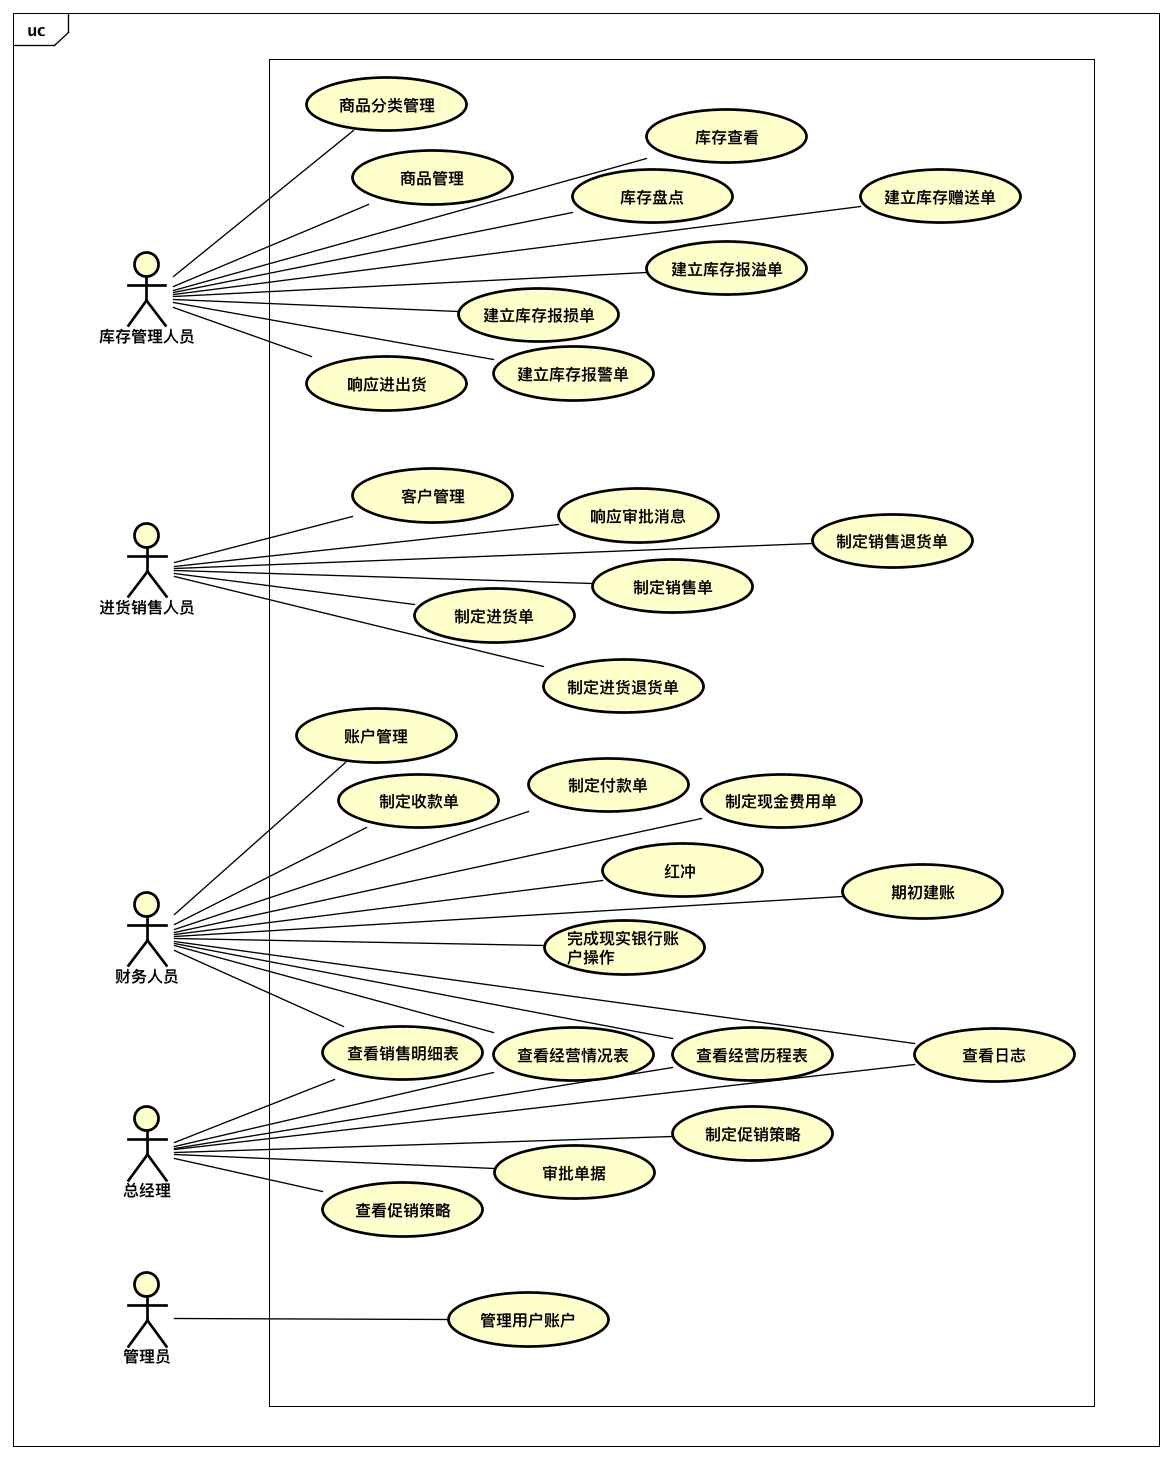 uc
商品分类管理
库存查看
商品管理
库存盘点
建立库存赠送单
建立库存报溢单
建立库存报损单
库存管理人员
建立库存报警单
响应进出货
客户管理
响应审批消息
制定销售退货单
制定销售单
进货销售人员
制定进货单
制定进货退货单
账户管理
制定付款单
制定收款单
制定现金费用单
红冲
期初建账
完成现实银行账
户操作
财务人员
查看销售明细表
查看经营情况表
查看经营历程表
查看日志
制定促销策略
审批单据
总经理
查看促销策略
管理用户账户
管理员